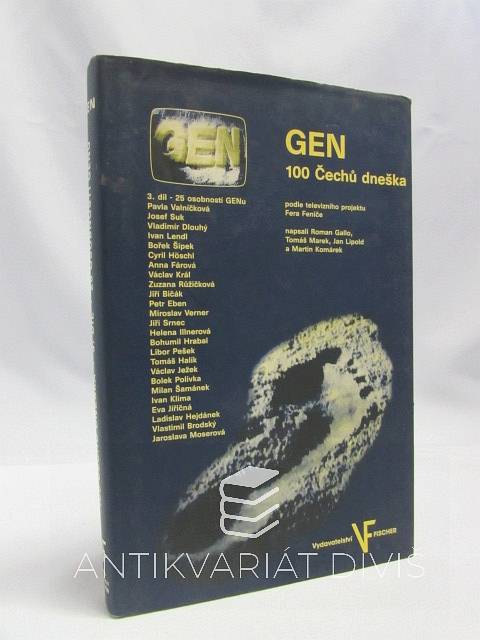 GEN
GEN
100 Čechů dneška
podle televizního projektu
Fera Feniče
napsali Roman Gallo,
Tomáš Marek, Jan Lipold
a Martin Komárek
3. díl - 25 osobností GENu
Pavla Valníčková
Josef Suk
Vladimír Dlouhý
Ivan Lendl
Bořek Šípek
Cyril Höschl
Anna Fárová
Václav Král
Zuzana Růžičková
Jiří Bičák
Petr Eben
Miroslav Verner
Jiří Srnec
Helena Illnerová
Bohumil Hrabal
Libor Pešek
Tomáš Halík
Václav Ježek
Bolek Polívka
Milan Šamánek
Ivan Klíma
Eva Jiřičná
Ladislav Hejdánek
Vlastimil Brodský
Jaroslava Moserová
Vydavatelství VF FISCHER
ANTIKVARIÁT DIVIŠ